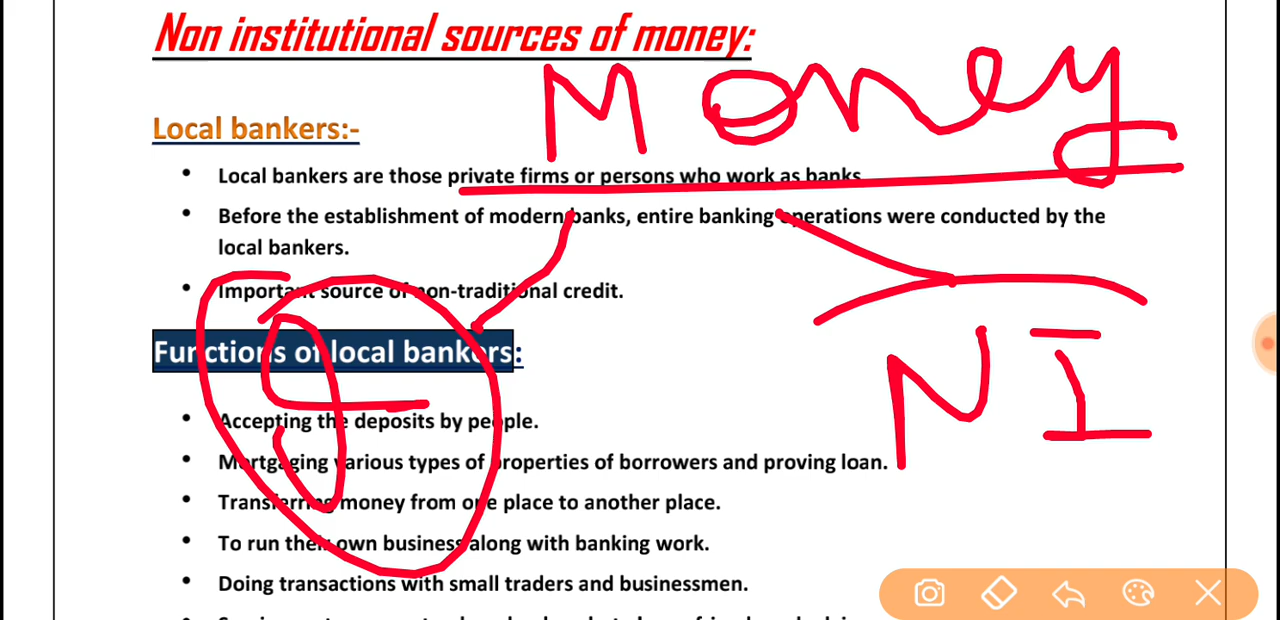 Non institutional sources of money:
Money
Local bankers:-
• Local bankers are those private firms or persons who work as banks
• Before the establishment of modern banks, entire banking operations were conducted by the
local bankers.
• Important source of non-traditional credit.
NI
Functions of local bankers:
• Accepting the deposits by people.
• Mortgaging various types of properties of borrowers and proving loan.
• Transferring money from one place to another place.
• To run their own business along with banking work.
• Doing transactions with small traders and businessmen.